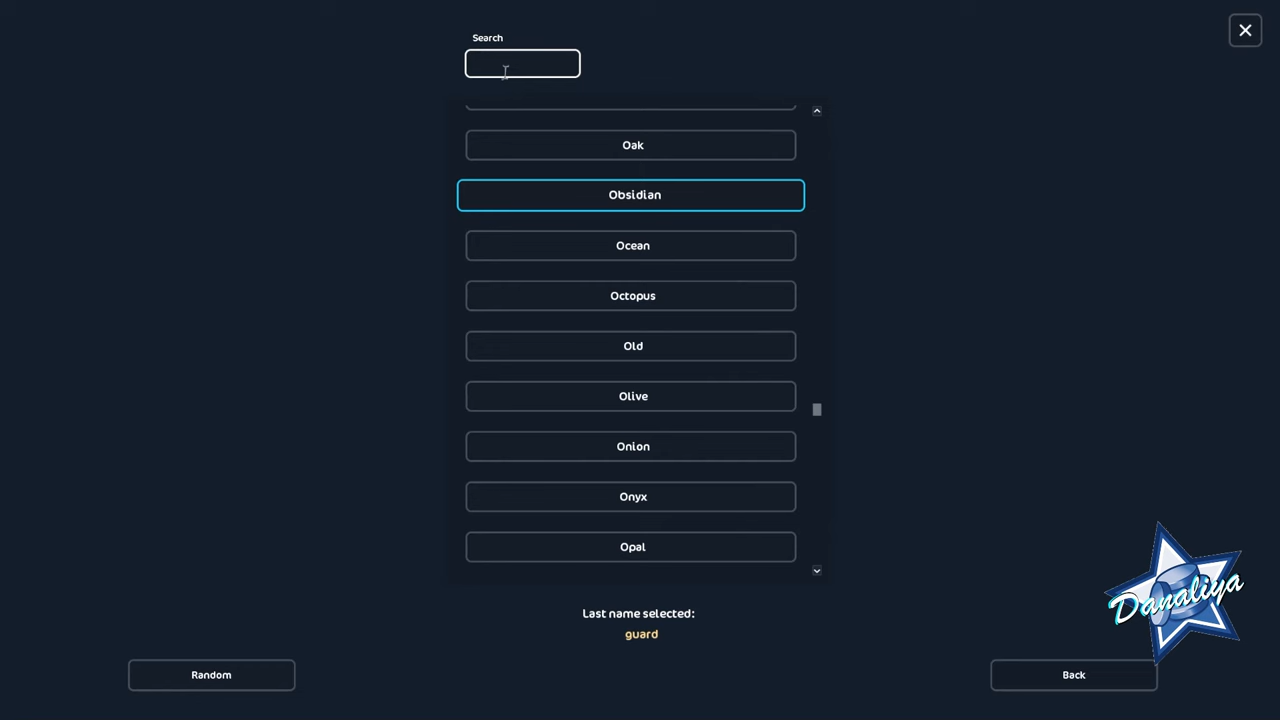 Search
Oak
Obsidian
Ocean
Octopus
Old
Olive
Onion
Onyx
Opal
Last name selected:
guard
Random
Back
Danaliya